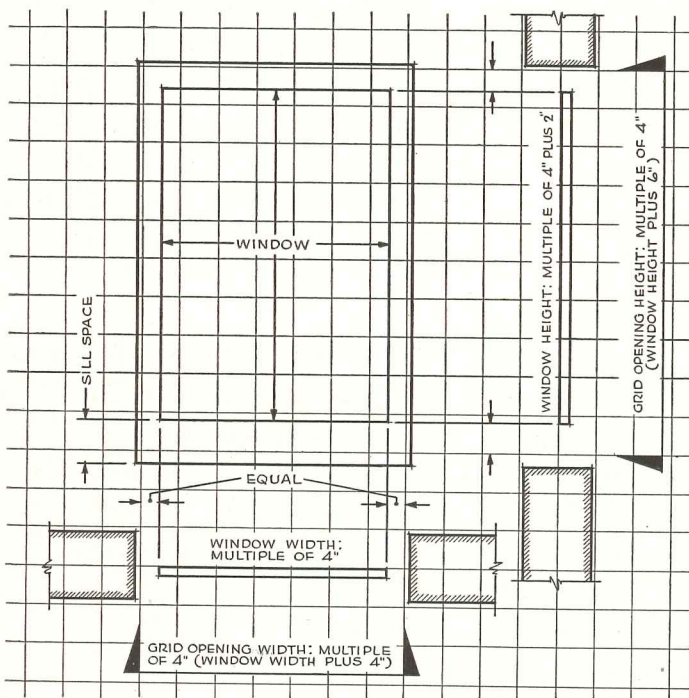 WINDOW
SILL SPACE
WINDOW HEIGHT: MULTIPLE OF 4" PLUS 2"
GRID OPENING HEIGHT: MULTIPLE OF 4"
(WINDOW HEIGHT PLUS 6")
EQUAL
WINDOW WIDTH:
MULTIPLE OF 4"
GRID OPENING WIDTH: MULTIPLE
OF 4" (WINDOW WIDTH PLUS 4")